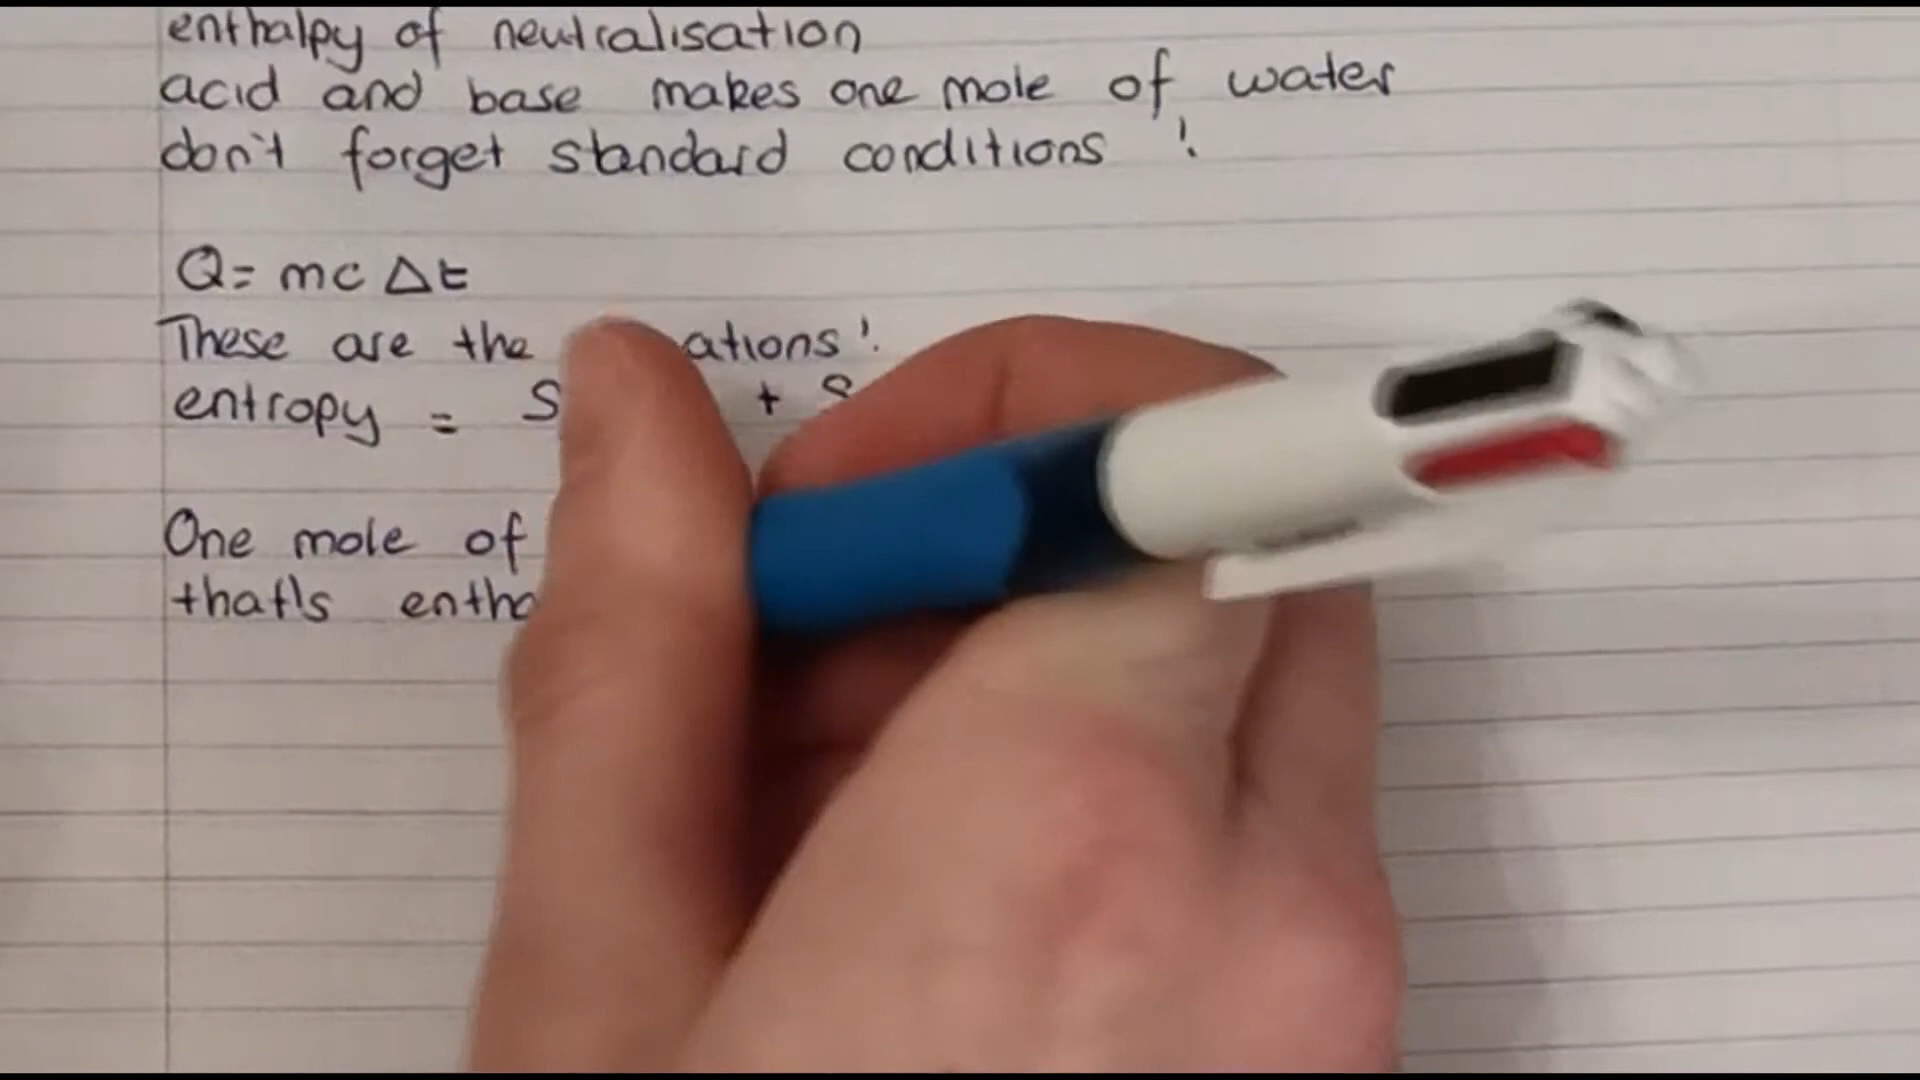 enthalpy of neutralisation
acid and base makes one mole of water
don't forget standard conditions !
Q = mc Δt
These are the ations !
entropy = S + S
One mole of
that's entha